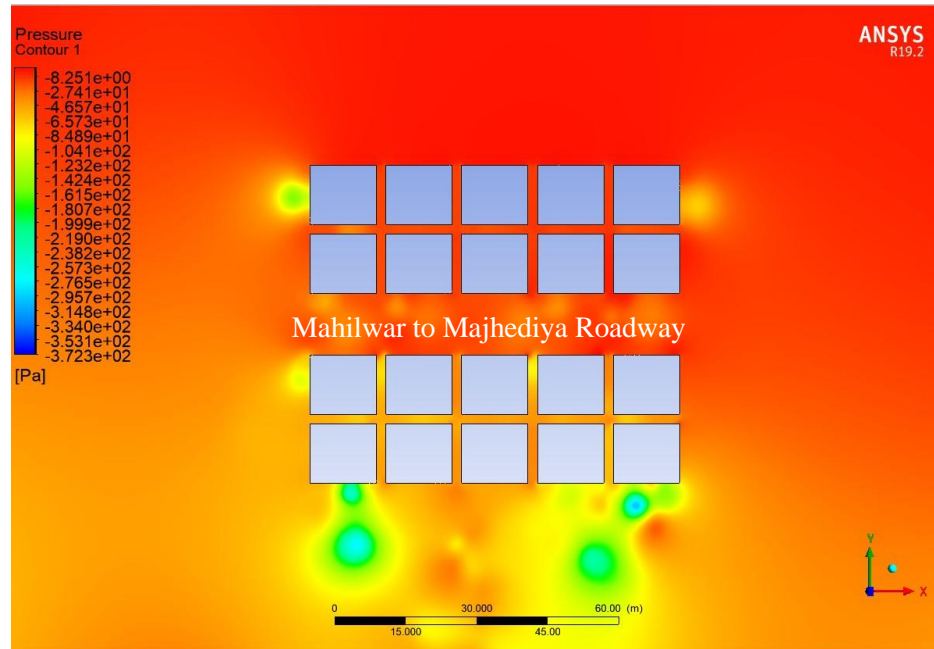 Pressure
Contour 1
-8.251e+00
-2.741e+01
-4.657e+01
-6.573e+01
-8.489e+01
-1.041e+02
-1.232e+02
-1.424e+02
-1.615e+02
-1.807e+02
-1.999e+02
-2.190e+02
-2.382e+02
-2.573e+02
-2.765e+02
-2.957e+02
-3.148e+02
-3.340e+02
-3.531e+02
-3.723e+02
[Pa]
ANSYS
R19.2
Mahilwar to Majhediya Roadway
0 30.000 60.00 (m)
15.000 45.00
Y
X